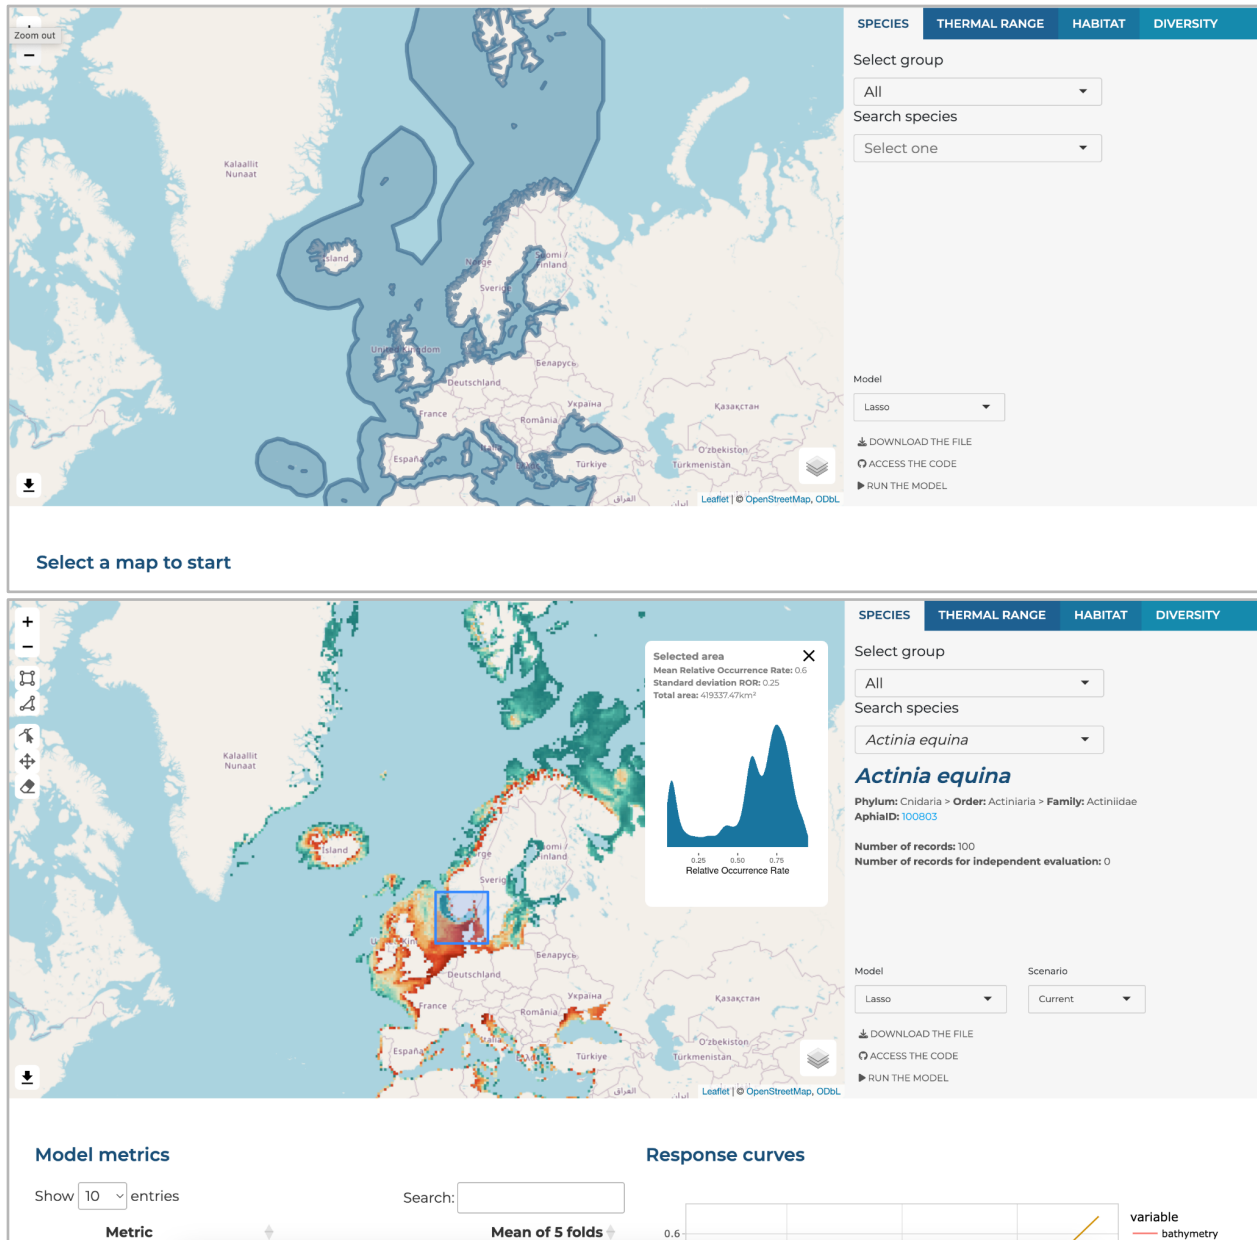 Zoom out
−
Kalaallit
Nunaat
Island
Norge
Sverige
Suomi /
Finland
United Kingdom
Беларусь
Deutschland
France
Україна
România
Italia
España
Türkiye
Қазақстан
O'zbekiston
Türkmenistan
العراق
Leaflet | © OpenStreetMap, ODbL
SPECIES
THERMAL RANGE
HABITAT
DIVERSITY
Select group
All
Search species
Select one
Model
Lasso
DOWNLOAD THE FILE
ACCESS THE CODE
RUN THE MODEL
Select a map to start
+
−
Kalaallit
Nunaat
Island
Беларусь
Deutschland
France
Україна
România
España
Türkiye
Қазақстан
O'zbekiston
Türkmenistan
العراق
Leaflet | © OpenStreetMap, ODbL
Selected area
Mean Relative Occurrence Rate: 0.6
Standard deviation ROR: 0.25
Total area: 419337.47km²
0.25 0.50 0.75
Relative Occurrence Rate
SPECIES
THERMAL RANGE
HABITAT
DIVERSITY
Select group
All
Search species
Actinia equina
Actinia equina
Phylum: Cnidaria > Order: Actiniaria > Family: Actiniidae
AphiaID: 100803
Number of records: 100
Number of records for independent evaluation: 0
Model
Scenario
Lasso
Current
DOWNLOAD THE FILE
ACCESS THE CODE
RUN THE MODEL
Model metrics
Show 10 entries
Search:
Metric
Mean of 5 folds
Response curves
0.6
variable
bathymetry